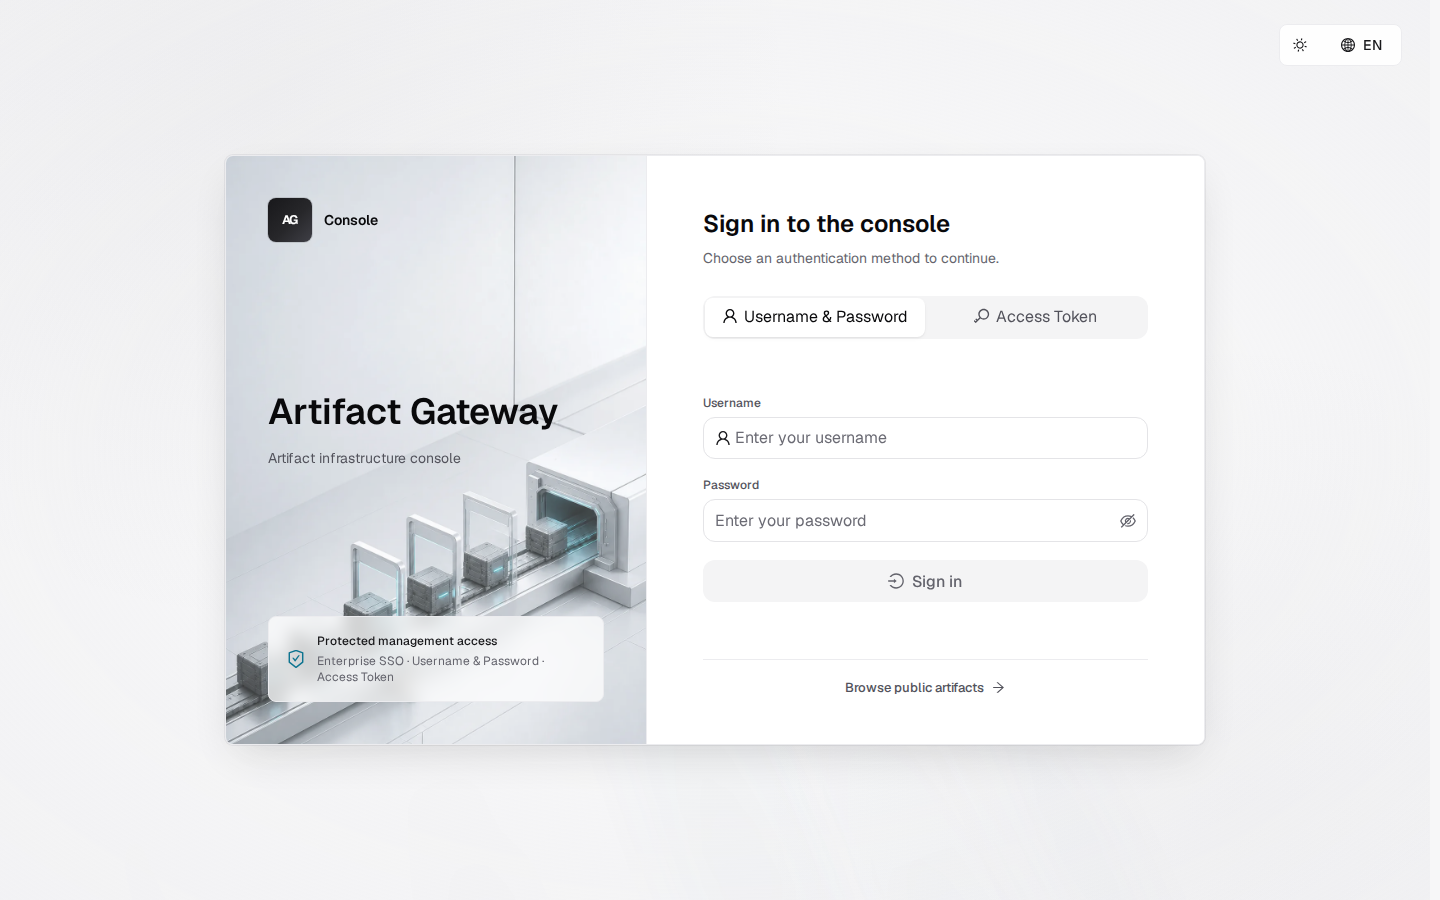 EN
AG
Console
Artifact Gateway
Artifact infrastructure console
Protected management access
Enterprise SSO · Username & Password ·
Access Token
Sign in to the console
Choose an authentication method to continue.
Username & Password
Access Token
Username
Enter your username
Password
Enter your password
Sign in
Browse public artifacts